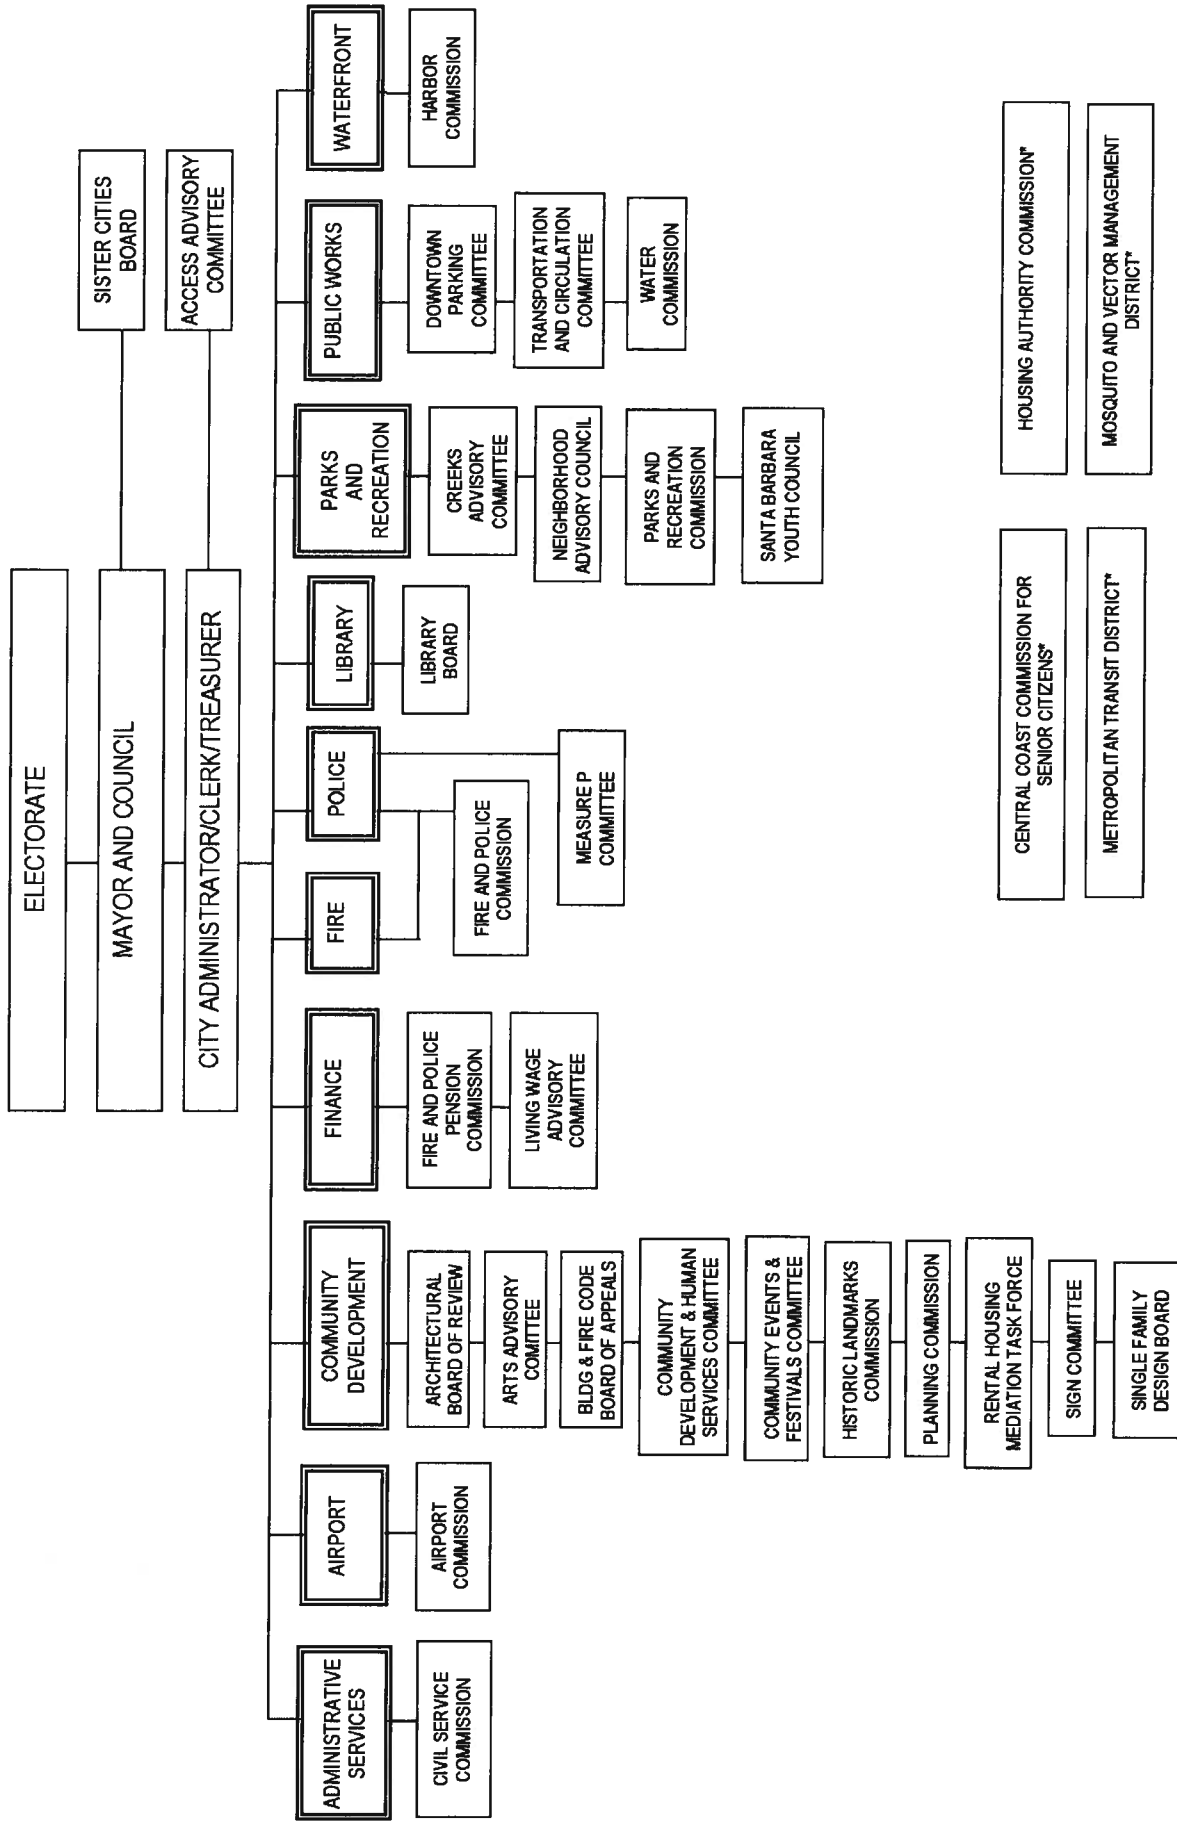 ELECTORATE
MAYOR AND COUNCIL
SISTER CITIES
BOARD
CITY ADMINISTRATOR/CLERK/TREASURER
ACCESS ADVISORY
COMMITTEE
ADMINISTRATIVE
SERVICES
CIVIL SERVICE
COMMISSION
AIRPORT
AIRPORT
COMMISSION
COMMUNITY
DEVELOPMENT
ARCHITECTURAL
BOARD OF REVIEW
ARTS ADVISORY
COMITTEE
BLDG & FIRE CODE
BOARD OF APPEALS
COMMUNITY
DEVELOPMENT & HUMAN
SERVICES COMMITTEE
COMMUNITY EVENTS &
FESTIVALS COMMITTEE
HISTORIC LANDMARKS
COMMISSION
PLANNING COMMISSION
RENTAL HOUSING
MEDIATION TASK FORCE
SIGN COMMITTEE
SINGLE FAMILY
DESIGN BOARD
FINANCE
FIRE AND POLICE
PENSION
COMMISSION
LIVING WAGE
ADVISORY
COMMITTEE
FIRE
POLICE
FIRE AND POLICE
COMMISSION
MEASURE P
COMMITTEE
LIBRARY
LIBRARY
BOARD
PARKS
AND
RECREATION
CREEKS
ADVISORY
COMMITTEE
NEIGHBORHOOD
ADVISORY COUNCIL
PARKS AND
RECREATION
COMMISSION
SANTA BARBARA
YOUTH COUNCIL
PUBLIC WORKS
DOWNTOWN
PARKING
COMMITTEE
TRANSPORTATION
AND CIRCULATION
COMMITTEE
WATER
COMMISSION
WATERFRONT
HARBOR
COMMISSION
CENTRAL COAST COMMISSION FOR
SENIOR CITIZENS*
HOUSING AUTHORITY COMMISSION*
METROPOLITAN TRANSIT DISTRICT*
MOSQUITO AND VECTOR MANAGEMENT
DISTRICT*